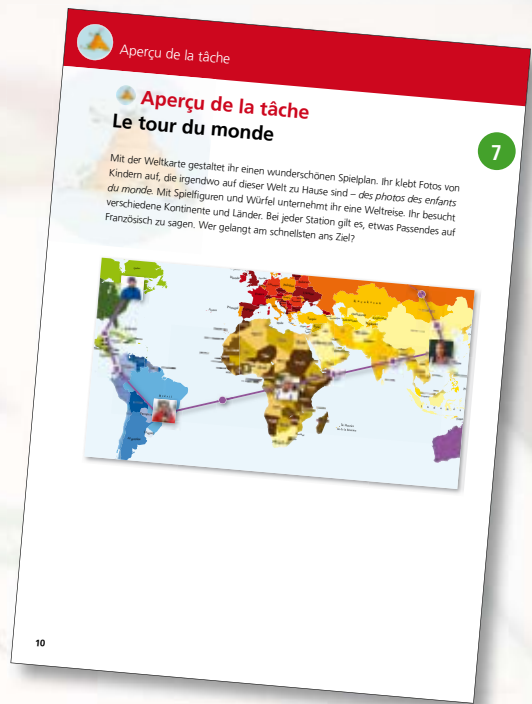 Aperçu de la tâche
Aperçu de la tâche
Le tour du monde
7
Mit der Weltkarte gestaltet ihr einen wunderschönen Spielplan. Ihr klebt Fotos von
Kindern auf, die irgendwo auf dieser Welt zu Hause sind – des photos des enfants
du monde. Mit Spielfiguren und Würfel unternehmt ihr eine Weltreise. Ihr besucht
verschiedene Kontinente und Länder. Bei jeder Station gilt es, etwas Passendes auf
Französisch zu sagen. Wer gelangt am schnellsten ans Ziel?
10